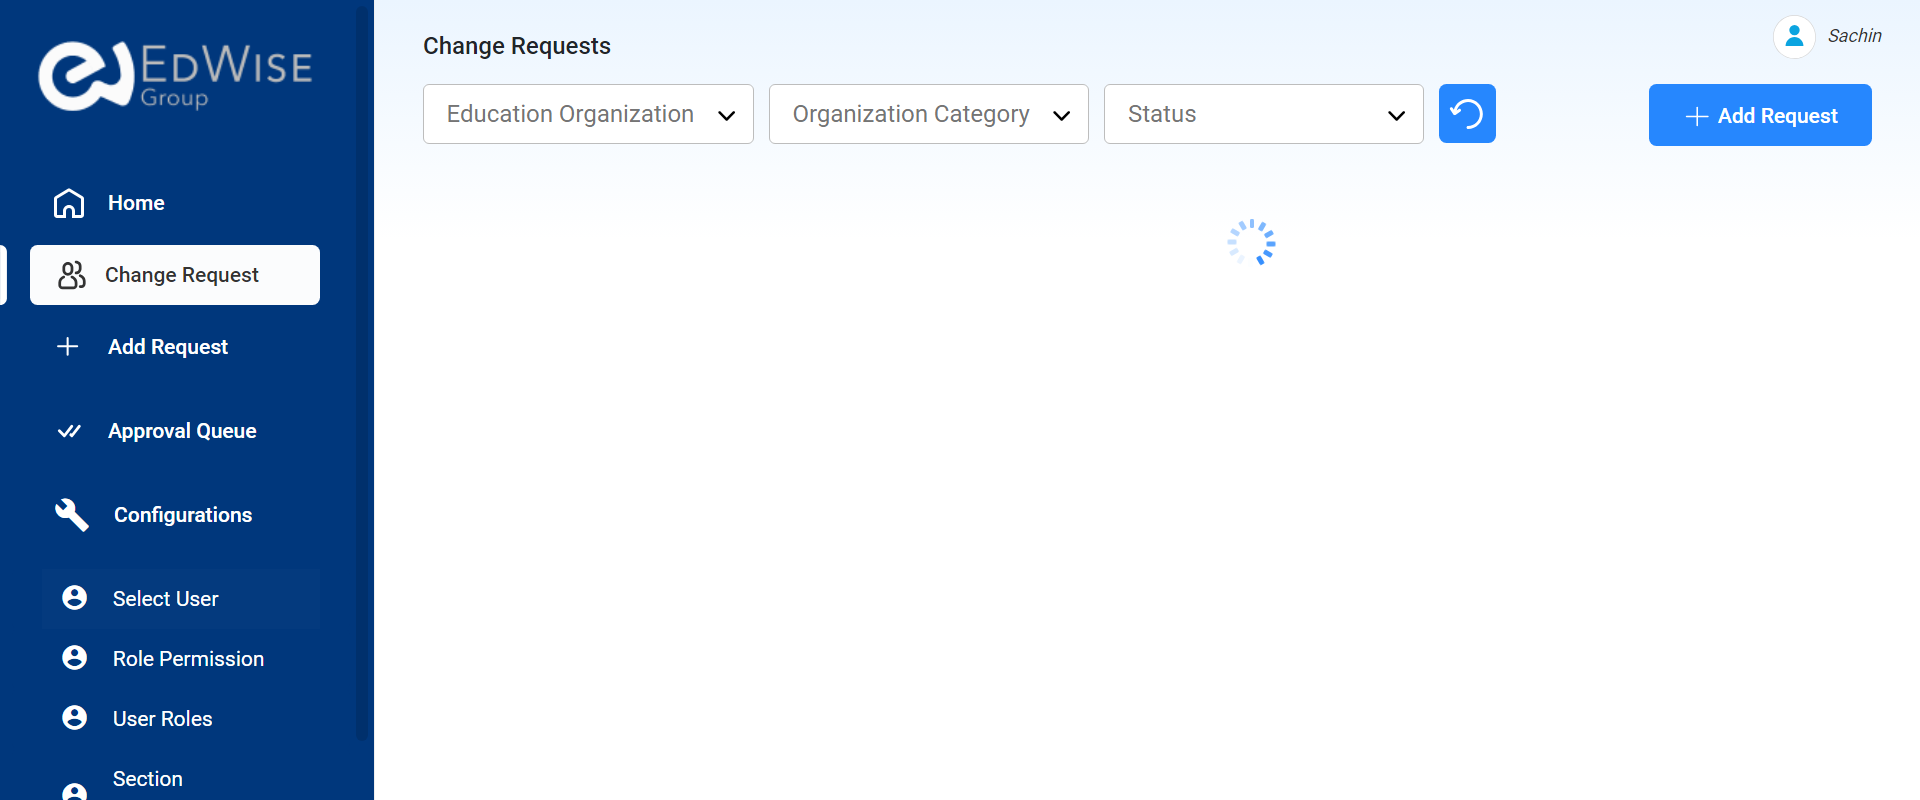 EDWISE
Group
Home
Change Request
Add Request
Approval Queue
Configurations
Select User
Role Permission
User Roles
Section
Change Requests
Sachin
Education Organization
Organization Category
Status
Add Request